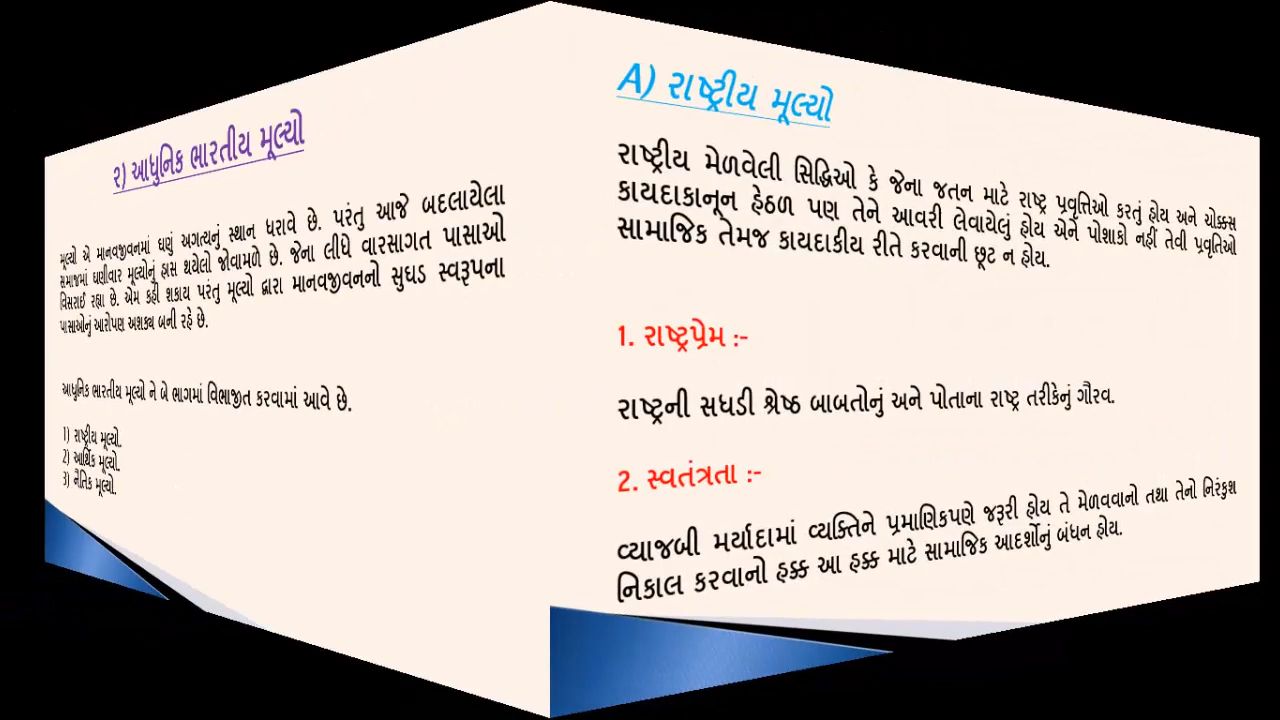 ૨) આધુનિક ભારતીય મૂલ્યો
મૂલ્યો એ માનવજીવનમાં ઘણું અગત્યનું સ્થાન ધરાવે છે. પરંતુ આજે બદલાયેલા
સમાજમાં ઘણીવાર મૂલ્યોનું હાસ થયેલો જોવામળે છે. જેના લીધે વારસાગત પાસાઓ
વિસરાઈ રહ્યા છે. એમ કહી શકાય પરંતુ મૂલ્યો દ્વારા માનવજીવનનો સુઘડ સ્વરૂપના
પાસાઓનું આરોપણ અશક્ય બની રહે છે.
આધુનિક ભારતીય મૂલ્યો ને બે ભાગમાં વિભાજીત કરવામાં આવે છે.
1) રાષ્ટ્રીય મૂલ્યો.
2) આર્થિક મૂલ્યો.
3) નૈતિક મૂલ્યો.
A) રાષ્ટ્રીય મૂલ્યો
રાષ્ટ્રીય મેળવેલી સિદ્ધિઓ કે જેના જતન માટે રાષ્ટ્ર પ્રવૃત્તિઓ કરતું હોય અને ચોક્કસ
કાયદાકાનૂન હેઠળ પણ તેને આવરી લેવાયેલું હોય એને પોશાકો નહીં તેવી પ્રવૃતિઓ
સામાજિક તેમજ કાયદાકીય રીતે કરવાની છૂટ ન હોય.
1. રાષ્ટ્રપ્રેમ :-
રાષ્ટ્રની સધડી શ્રેષ્ઠ બાબતોનું અને પોતાના રાષ્ટ્ર તરીકેનું ગૌરવ.
2. સ્વતંત્રતા :-
વ્યાજબી મર્યાદામાં વ્યક્તિને પ્રમાણિકપણે જરૂરી હોય તે મેળવવાનો તથા તેનો નિરંકુશ
નિકાલ કરવાનો હક્ક આ હક્ક માટે સામાજિક આદર્શોનું બંધન હોય.